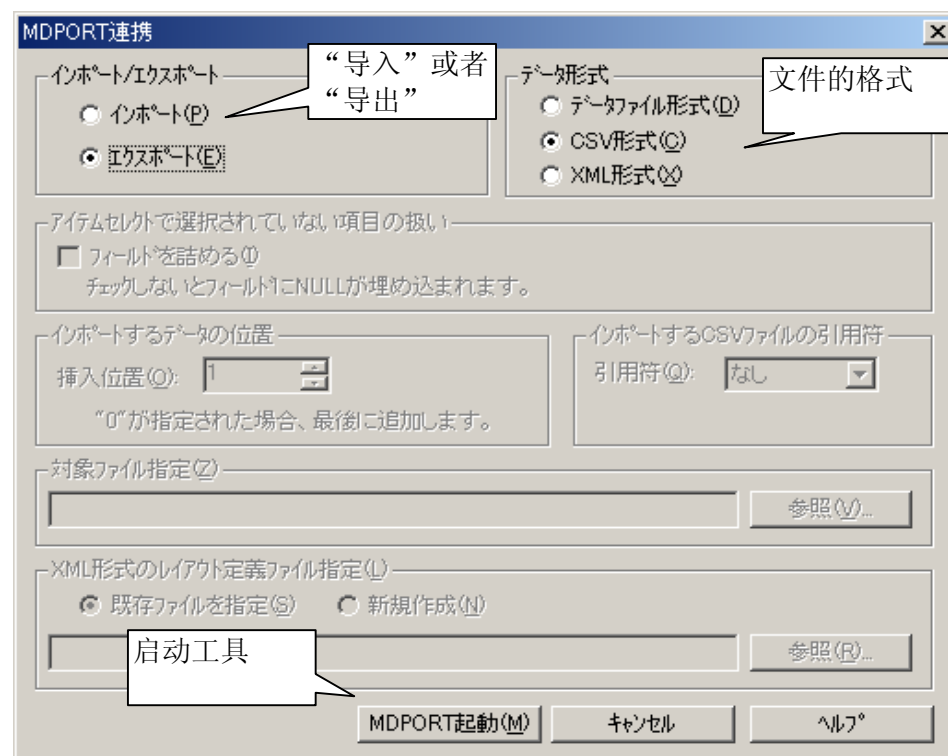 MDPORT連携
インポート/エクスポート
“导入”或者
“导出”
インポート(P)
エクスポート(E)
データ形式
文件的格式
データファイル形式(D)
CSV形式(C)
XML形式(X)
アイテムセレクトで選択されていない項目の扱い
フィールドを詰める(I)
チェックしないとフィールドにNULLが埋め込まれます。
インポートするデータの位置
挿入位置(O): 1
"0"が指定された場合、最後に追加します。
インポートするCSVファイルの引用符
引用符(Q): なし
対象ファイル指定(Z)
参照(V)...
XML形式のレイアウト定義ファイル指定(L)
既存ファイルを指定(S) 新規作成(N)
启动工具
参照(R)...
MDPORT起動(M) キャンセル ヘルプ